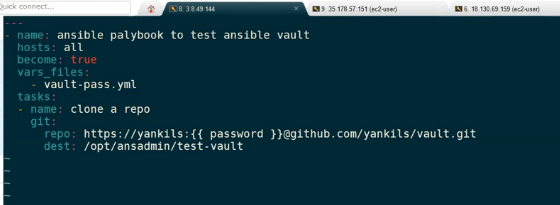 Quick connect...
8. 3.8.49.144
9. 35.178.57.151 (ec2-user)
6. 18.130.69.159 (ec2-user)
---
- name: ansible palybook to test ansible vault
  hosts: all
  become: true
  vars_files:
    - vault-pass.yml
  tasks:
  - name: clone a repo
    git:
      repo: https://yankils:{{ password }}@github.com/yankils/vault.git
      dest: /opt/ansadmin/test-vault
~
~
~
~